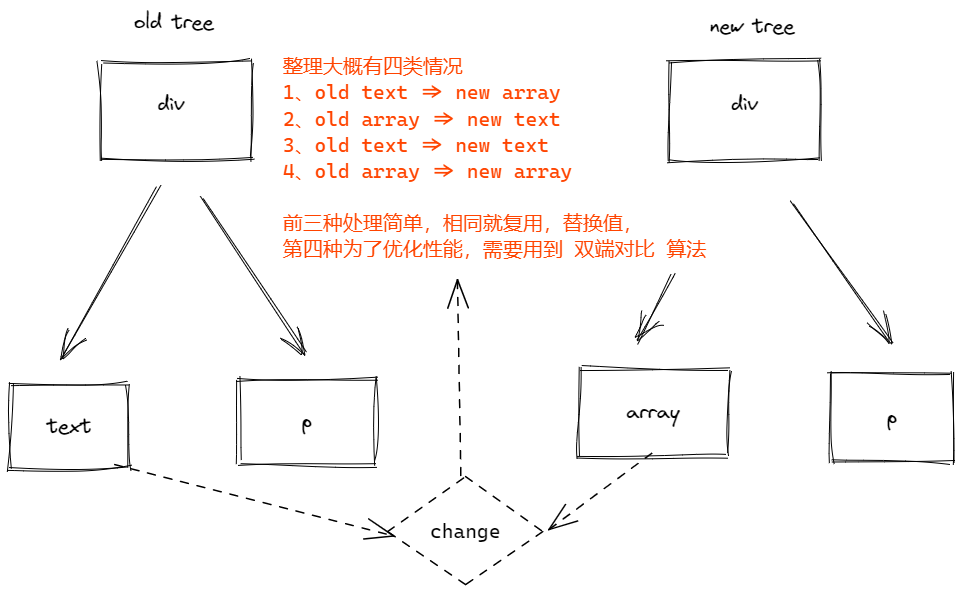 old tree
new tree
div
整理大概有四类情况
1、old text => new array
2、old array => new text
3、old text => new text
4、old array => new array
div
前三种处理简单，相同就复用，替换值，
第四种为了优化性能，需要用到 双端对比 算法
text
p
array
p
change